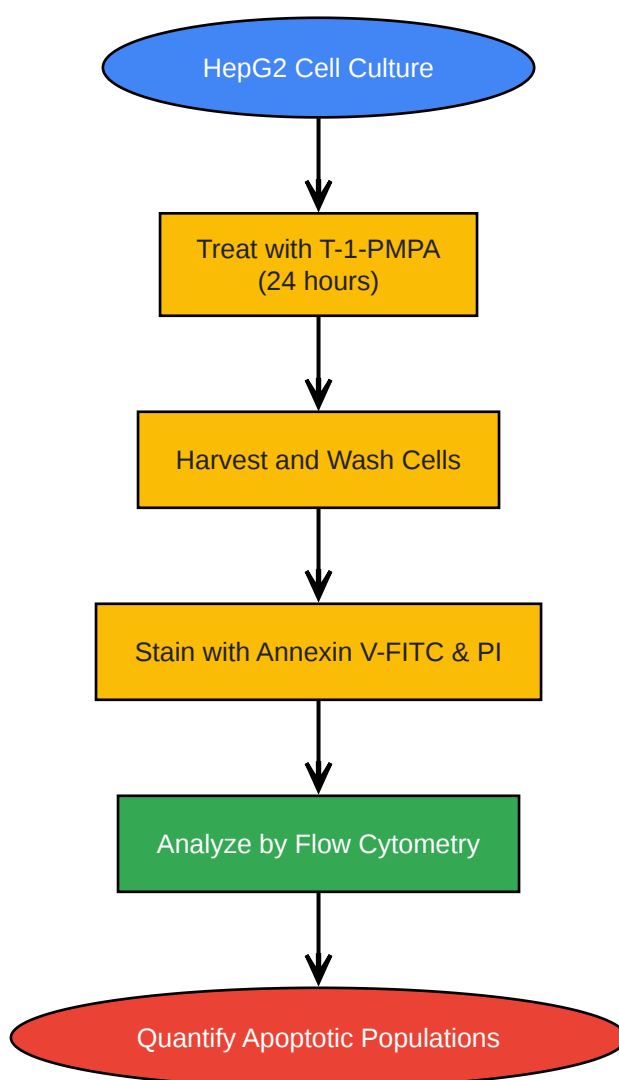 HepG2 Cell Culture
Treat with T-1-PMPA
(24 hours)
Harvest and Wash Cells
Stain with Annexin V-FITC & PI
Analyze by Flow Cytometry
Quantify Apoptotic Populations